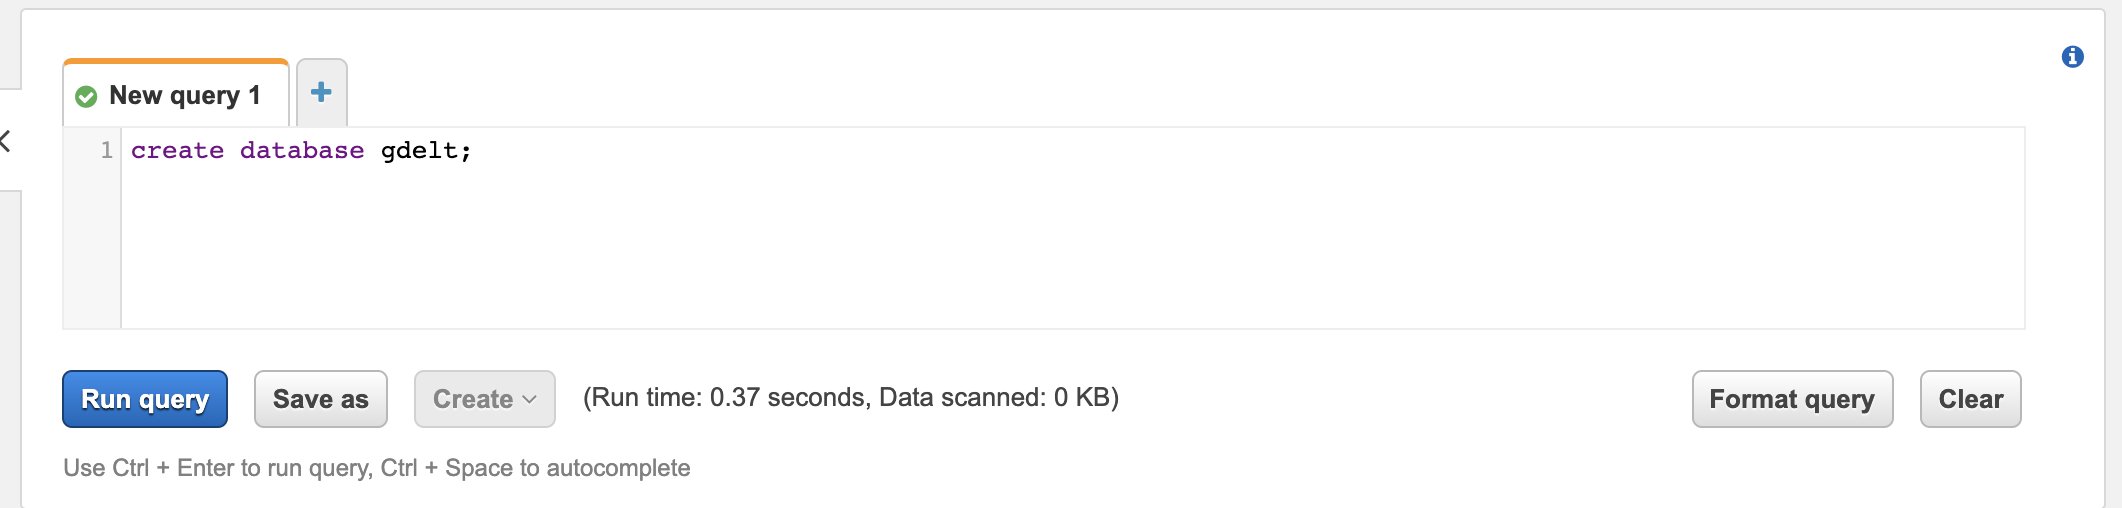 New query 1
1 create database gdelt;
Run query Save as Create (Run time: 0.37 seconds, Data scanned: 0 KB) Format query Clear
Use Ctrl + Enter to run query, Ctrl + Space to autocomplete